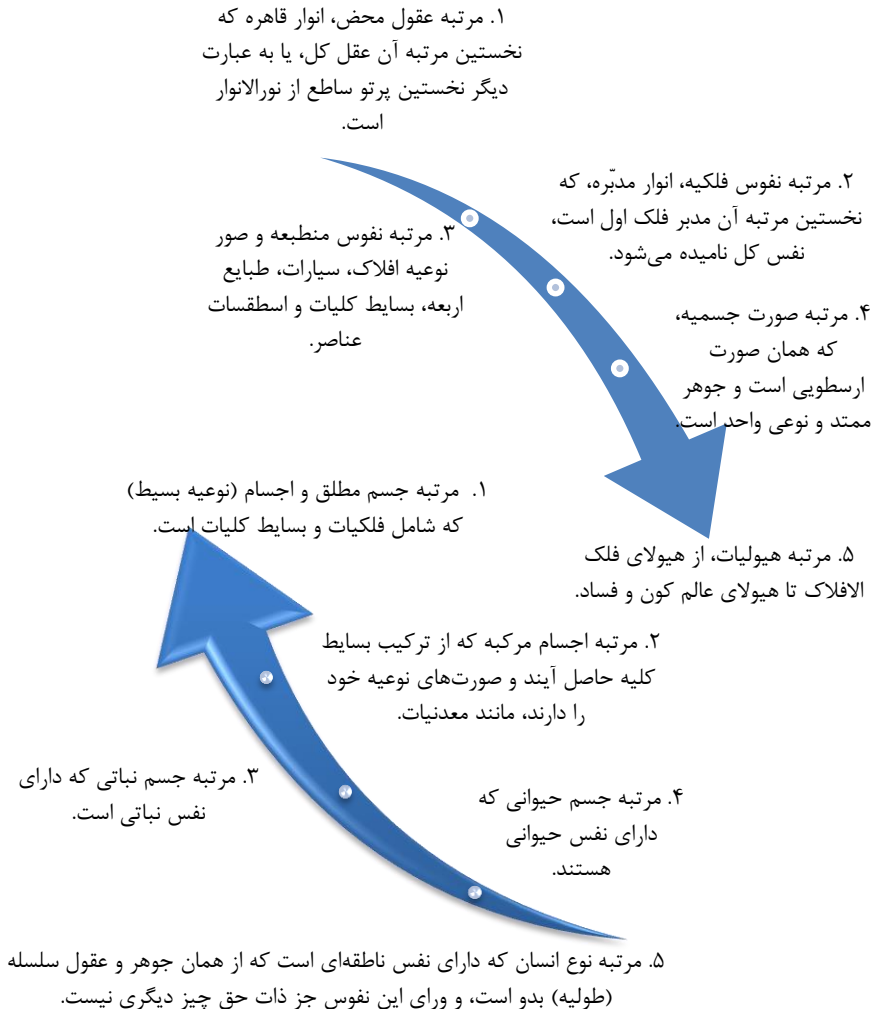 ۱. مرتبه عقول محض، انوار قاهره که
نخستین مرتبه آن عقل کل، یا به عبارت
دیگر نخستین پرتو ساطع از نورالانوار
است.
۲. مرتبه نفوس فلکیه، انوار مدبّره، که
نخستین مرتبه آن مدبر فلک اول است،
نفس کل نامیده می‌شود.
۳. مرتبه نفوس منطبعه و صور
نوعیه افلاک، سیارات، طبایع
اربعه، بسایط کلیات و اسطقسات
عناصر.
۴. مرتبه صورت جسمیه،
که همان صورت
ارسطویی است و جوهر
ممتد و نوعی واحد است.
۵. مرتبه هیولیات، از هیولای فلک
الافلاک تا هیولای عالم کون و فساد.
۱. مرتبه جسم مطلق و اجسام (نوعیه بسیط)
که شامل فلکیات و بسایط کلیات است.
۲. مرتبه اجسام مرکبه که از ترکیب بسایط
کلیه حاصل آیند و صورت‌های نوعیه خود
را دارند، مانند معدنیات.
۳. مرتبه جسم نباتی که دارای
نفس نباتی است.
۴. مرتبه جسم حیوانی که
دارای نفس حیوانی
هستند.
۵. مرتبه نوع انسان که دارای نفس ناطقه‌ای است که از همان جوهر و عقول سلسله
(طولیه) بدو است، و ورای این نفوس جز ذات حق چیز دیگری نیست.